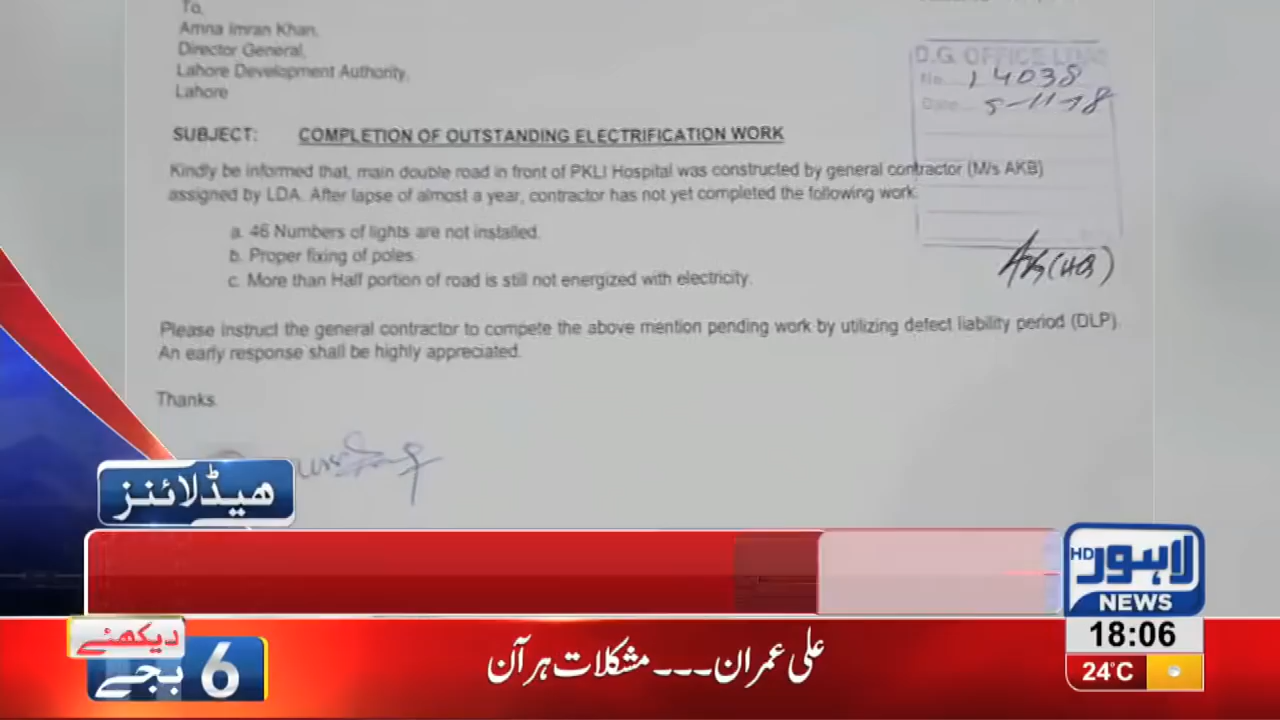 To,
Amna Imran Khan,
Director General,
Lahore Development Authority,
Lahore
D.G. OFFICE LDA
No. 14038
Date 5-11-18
SUBJECT: COMPLETION OF OUTSTANDING ELECTRIFICATION WORK
Kindly be informed that, main double road in front of PKLI Hospital was constructed by general contractor (M/s AKB)
assigned by LDA. After lapse of almost a year, contractor has not yet completed the following work:
a. 46 Numbers of lights are not installed.
b. Proper fixing of poles.
c. More than Half portion of road is still not energized with electricity.
Please instruct the general contractor to compete the above mention pending work by utilizing defect liability period (DLP).
An early response shall be highly appreciated.
Thanks.
ھیڈلائنز
HD لاہور
NEWS
18:06
24°C
دیکھئے
6 بجے
علی عمران۔۔۔مشکلات ہر آن